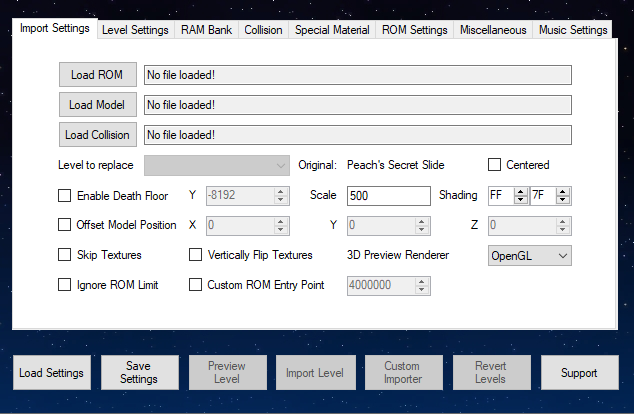 Import Settings Level Settings RAM Bank Collision Special Material ROM Settings Miscellaneous Music Settings
Load ROM No file loaded!
Load Model No file loaded!
Load Collision No file loaded!
Level to replace Original: Peach's Secret Slide Centered
Enable Death Floor Y -8192 Scale 500 Shading FF 7F
Offset Model Position X 0 Y 0 Z 0
Skip Textures Vertically Flip Textures 3D Preview Renderer OpenGL
Ignore ROM Limit Custom ROM Entry Point 4000000
Load Settings Save Settings Preview Level Import Level Custom Importer Revert Levels Support